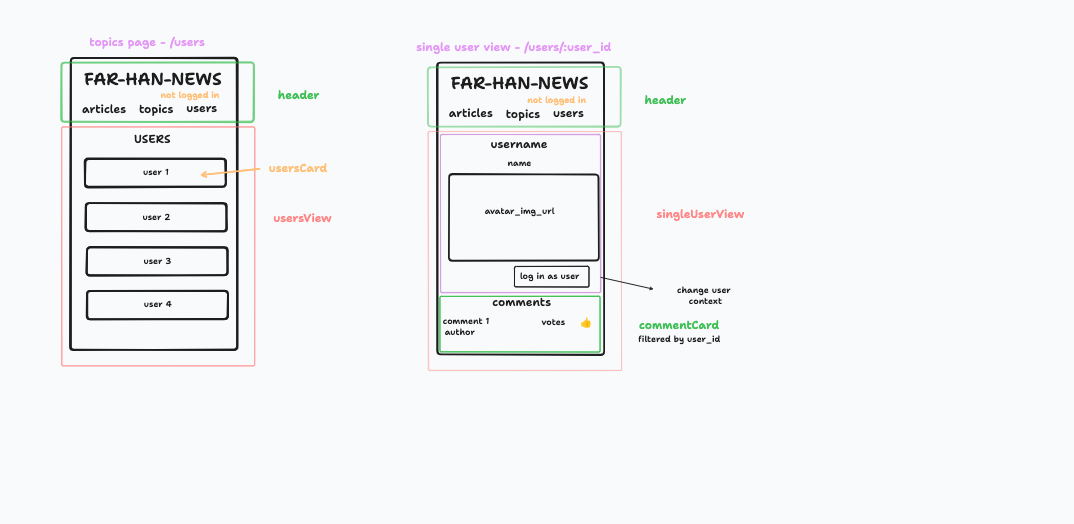 topics page - /users
FAR-HAN-NEWS
not logged in
articles topics users
header
USERS
user 1
usersCard
user 2
usersView
user 3
user 4
single user view - /users/:user_id
FAR-HAN-NEWS
not logged in
articles topics users
header
username
name
avatar_img_url
singleUserView
log in as user
change user
context
comments
comment 1 votes 👍
author
commentCard
filtered by user_id